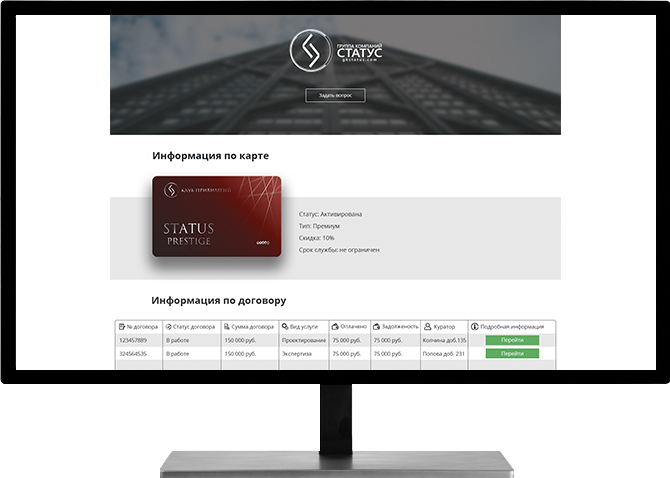 ГРУППА КОМПАНИЙ
СТАТУС
gkstatus.com
Задать вопрос
Информация по карте
КЛУБ ПРИВИЛЕГИЙ
STATUS
PRESTIGE
Статус: Активирована
Тип: Премиум
Скидка: 10%
Срок службы: не ограничен
Информация по договору
№ договора Статус договора Сумма договора Вид услуги Оплачено Задолженость Куратор Подробная информация
123457889 В работе 150 000 руб. Проектирование 75 000 руб. 75 000 руб. Копчина доб.135 Перейти
324564535 В работе 150 000 руб. Экспертиза 75 000 руб. 75 000 руб. Попова доб. 231 Перейти